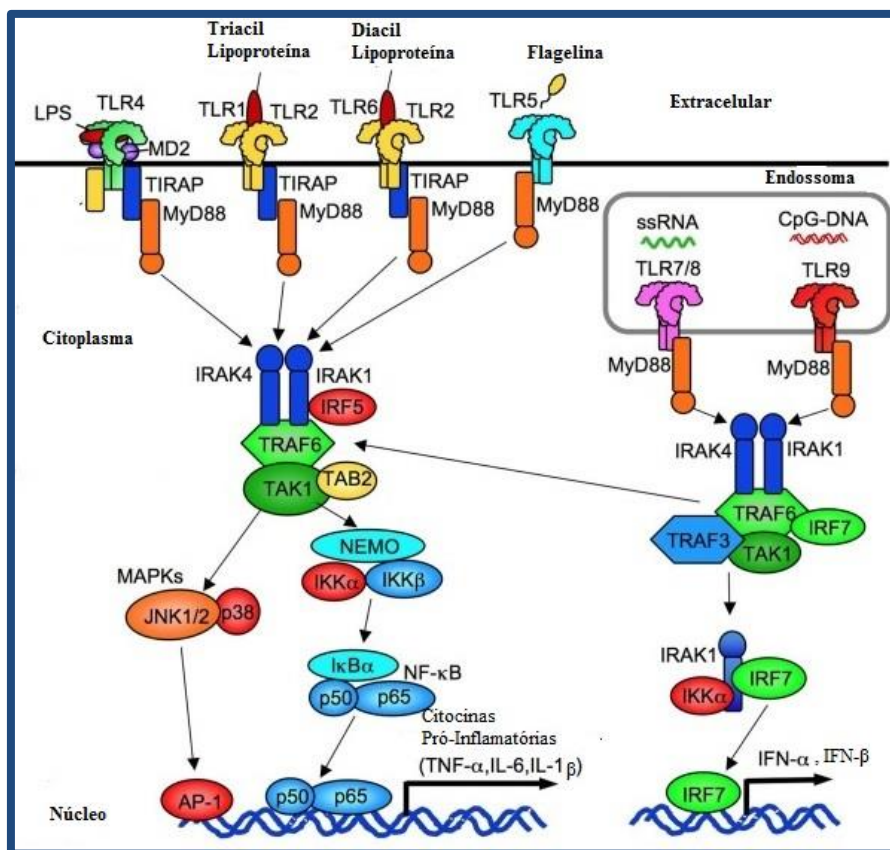 Triacil
Lipoproteína
Diacil
Lipoproteína
Flagelina
LPS
TLR4
MD2
TLR1
TLR2
TLR6
TLR2
TLR5
Extracelular
TIRAP
MyD88
TIRAP
MyD88
TIRAP
MyD88
MyD88
Endossoma
ssRNA
CpG-DNA
TLR7/8
TLR9
MyD88
MyD88
Citoplasma
IRAK4
IRAK1
IRF5
TRAF6
TAK1
TAB2
IRAK4
IRAK1
TRAF6
IRF7
TRAF3
TAK1
NEMO
IKKα
IKKβ
MAPKs
JNK1/2
p38
IκBα
NF-κB
p50
p65
IRAK1
IKKα
IRF7
Citocinas
Pró-Inflamatórias
(TNF-α,IL-6,IL-1β)
IFN-α , IFN-β
AP-1
p50
p65
IRF7
Núcleo